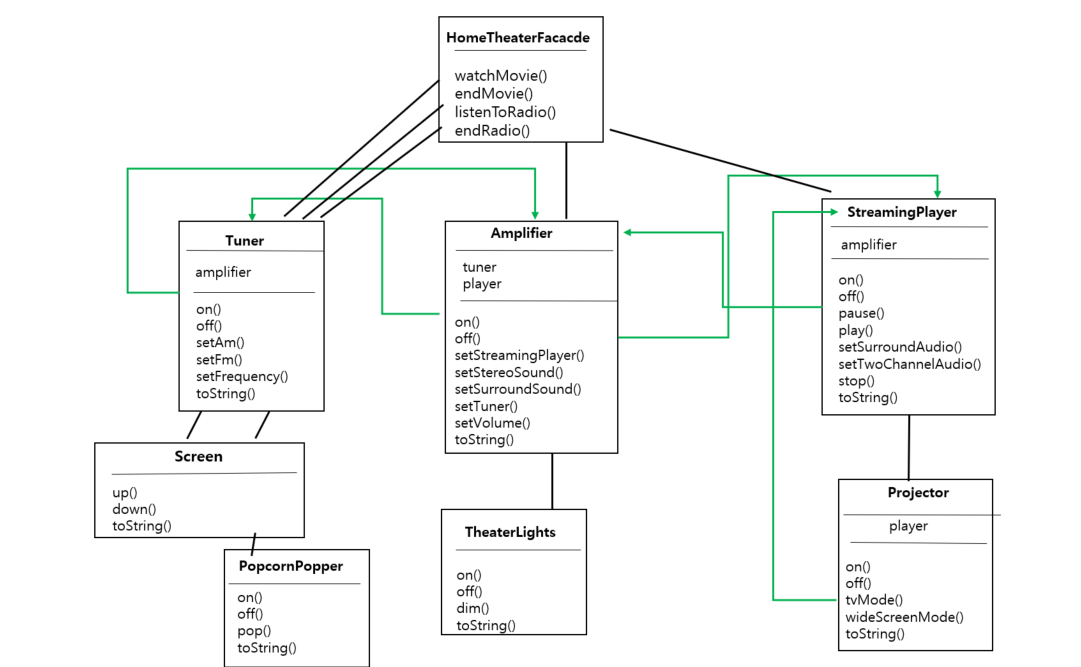 HomeTheaterFacacde
watchMovie()
endMovie()
listenToRadio()
endRadio()
Tuner
amplifier
on()
off()
setAm()
setFm()
setFrequency()
toString()
Amplifier
tuner
player
on()
off()
setStreamingPlayer()
setStereoSound()
setSurroundSound()
setTuner()
setVolume()
toString()
StreamingPlayer
amplifier
on()
off()
pause()
play()
setSurroundAudio()
setTwoChannelAudio()
stop()
toString()
Screen
up()
down()
toString()
PopcornPopper
on()
off()
pop()
toString()
TheaterLights
on()
off()
dim()
toString()
Projector
player
on()
off()
tvMode()
wideScreenMode()
toString()